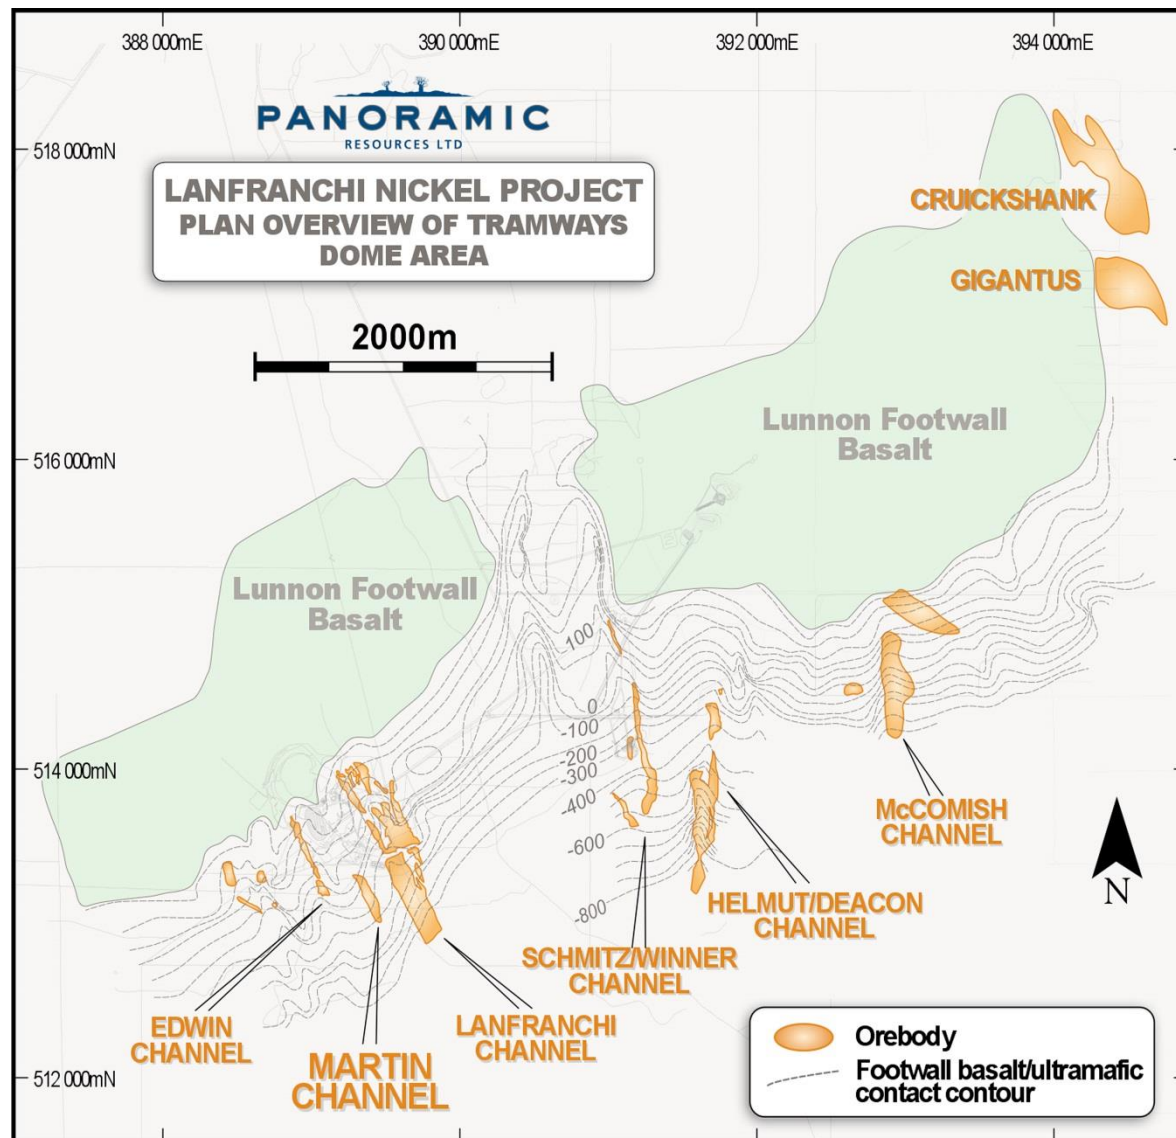 388 000mE
390 000mE
392 000mE
394 000mE
518 000mN
516 000mN
514 000mN
512 000mN
PANORAMIC
RESOURCES LTD
LANFRANCHI NICKEL PROJECT
PLAN OVERVIEW OF TRAMWAYS
DOME AREA
2000m
CRUICKSHANK
GIGANTUS
Lunnon Footwall
Basalt
Lunnon Footwall
Basalt
100
0
-100
-200
-300
-400
-600
-800
McCOMISH
CHANNEL
N
HELMUT/DEACON
CHANNEL
SCHMITZ/WINNER
CHANNEL
EDWIN
CHANNEL
MARTIN
CHANNEL
LANFRANCHI
CHANNEL
Orebody
Footwall basalt/ultramafic
contact contour